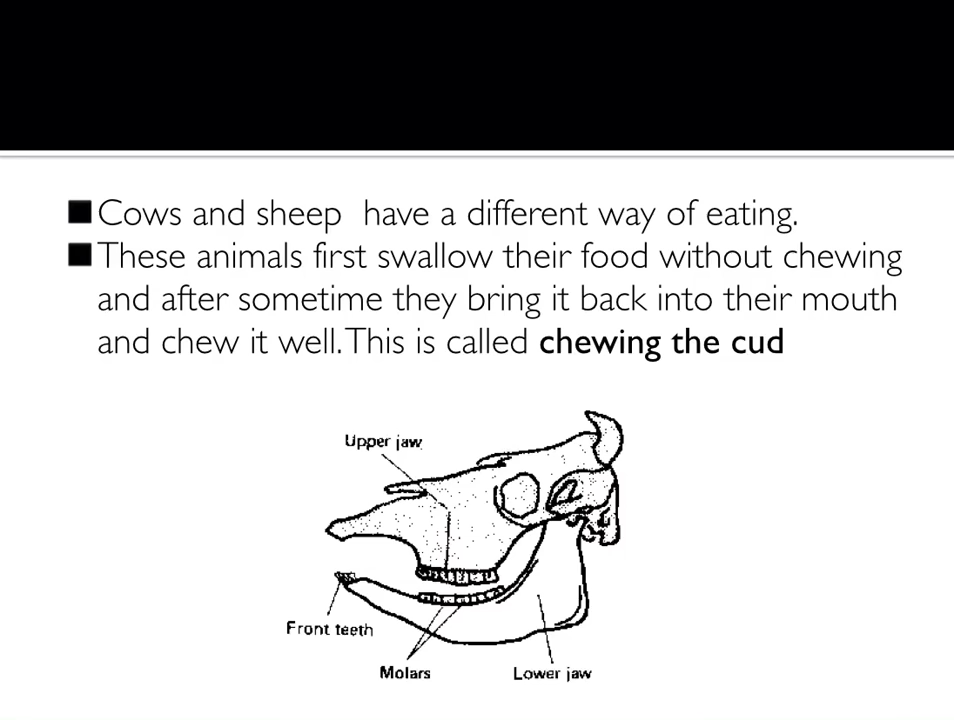 ■ Cows and sheep have a different way of eating.
■ These animals first swallow their food without chewing
and after sometime they bring it back into their mouth
and chew it well. This is called chewing the cud
Upper jaw
Front teeth
Molars
Lower jaw